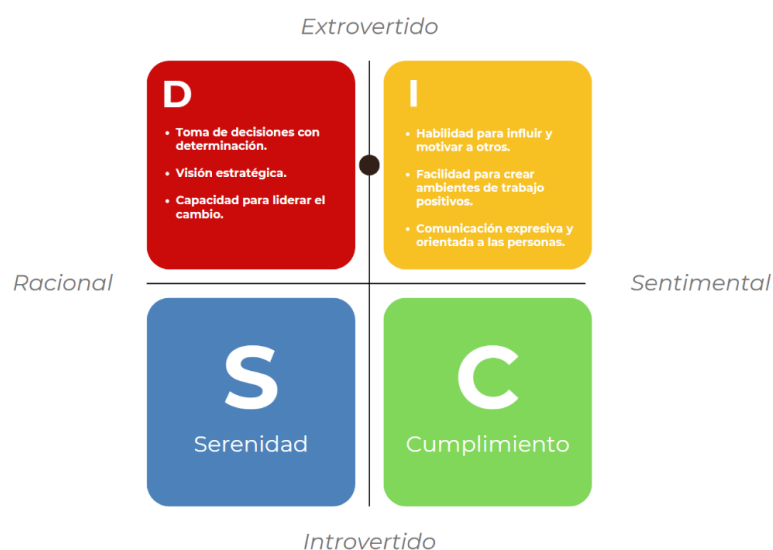 Extrovertido
D
• Toma de decisiones con
determinación.
• Visión estratégica.
• Capacidad para liderar el
cambio.
I
• Habilidad para influir y
motivar a otros.
• Facilidad para crear
ambientes de trabajo
positivos.
• Comunicación expresiva y
orientada a las personas.
Racional
Sentimental
S
Serenidad
C
Cumplimiento
Introvertido